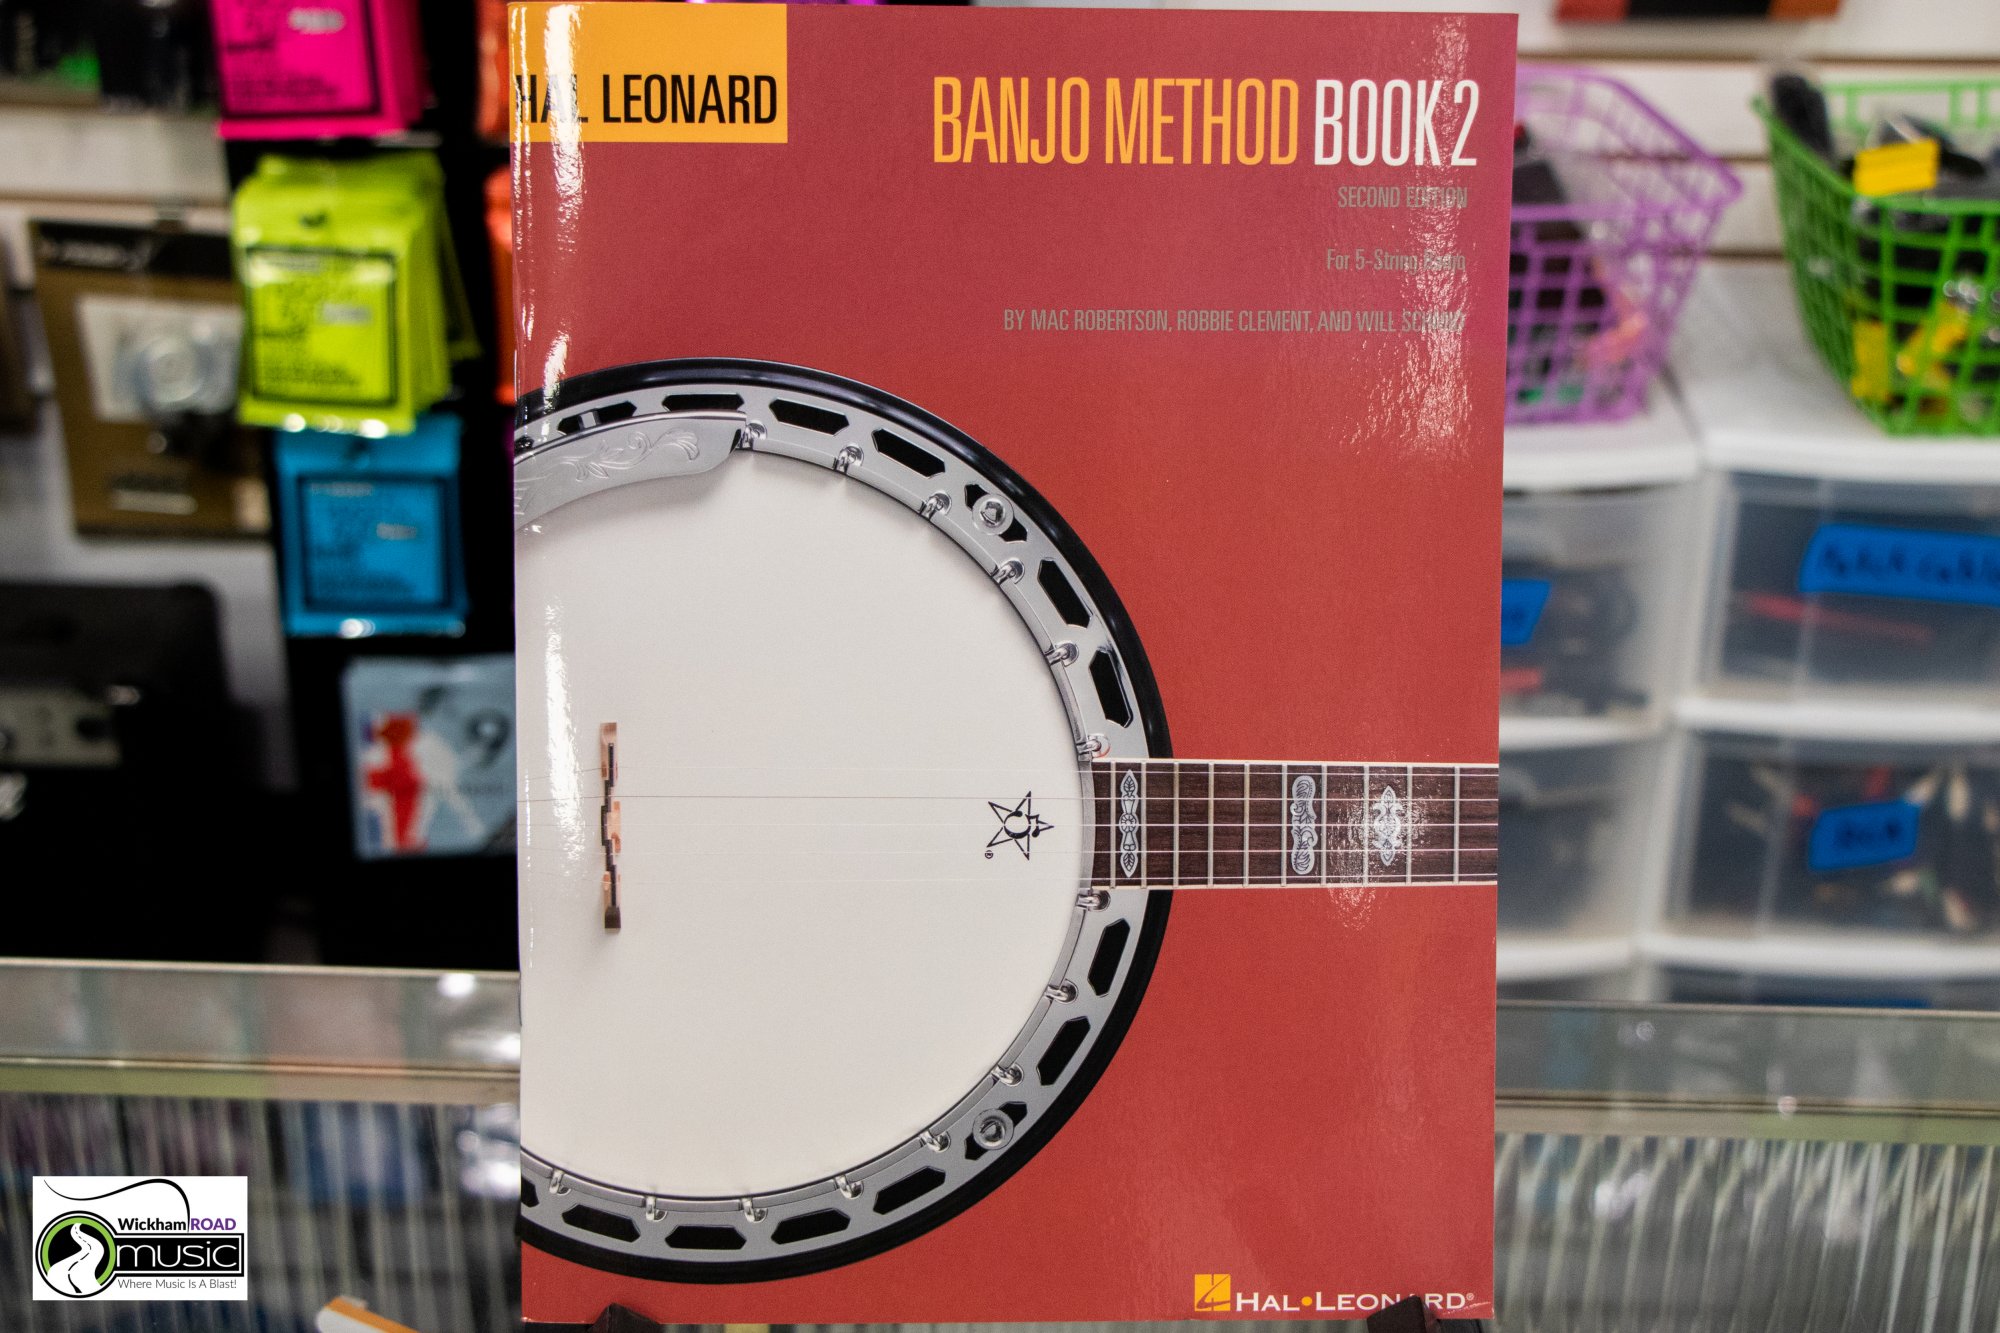 HAL LEONARD
BANJO METHOD BOOK 2
SECOND EDITION
For 5-String Banjo
BY MAC ROBERTSON, ROBBIE CLEMENT, AND WILL SCHMID
9
HAL•LEONARD®
Wickham ROAD
music
Where Music Is A Blast!